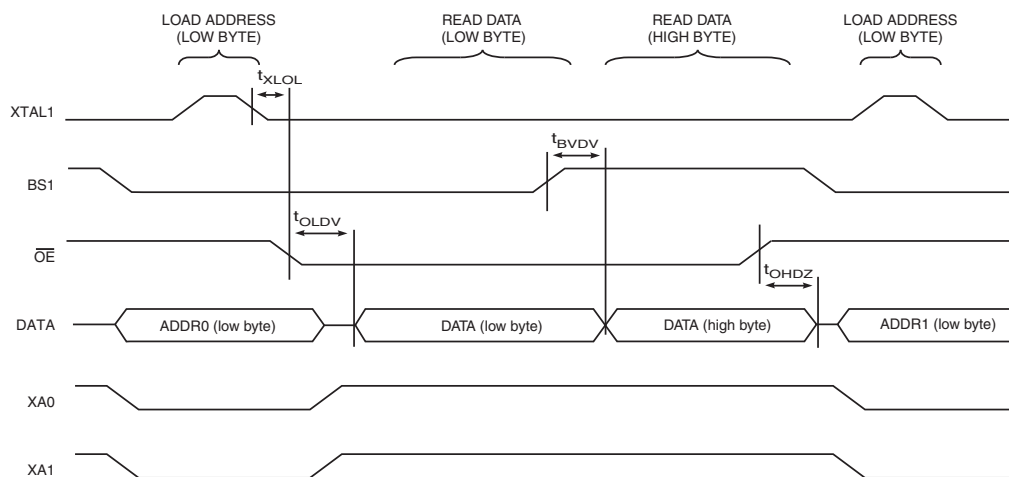 LOAD ADDRESS
(LOW BYTE)
READ DATA
(LOW BYTE)
READ DATA
(HIGH BYTE)
LOAD ADDRESS
(LOW BYTE)
tXLOL
XTAL1
tBVDV
BS1
tOLDV
OE
tOHDZ
DATA
ADDR0 (low byte)
DATA (low byte)
DATA (high byte)
ADDR1 (low byte)
XA0
XA1